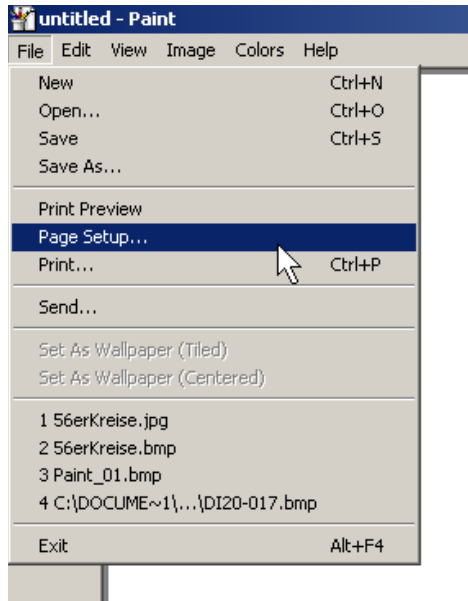 untitled - Paint
File Edit View Image Colors Help
New Ctrl+N
Open... Ctrl+O
Save Ctrl+S
Save As...
Print Preview
Page Setup...
Print... Ctrl+P
Send...
Set As Wallpaper (Tiled)
Set As Wallpaper (Centered)
1 56erKreise.jpg
2 56erKreise.bmp
3 Paint_01.bmp
4 C:\DOCUME~1\...\DI20-017.bmp
Exit Alt+F4